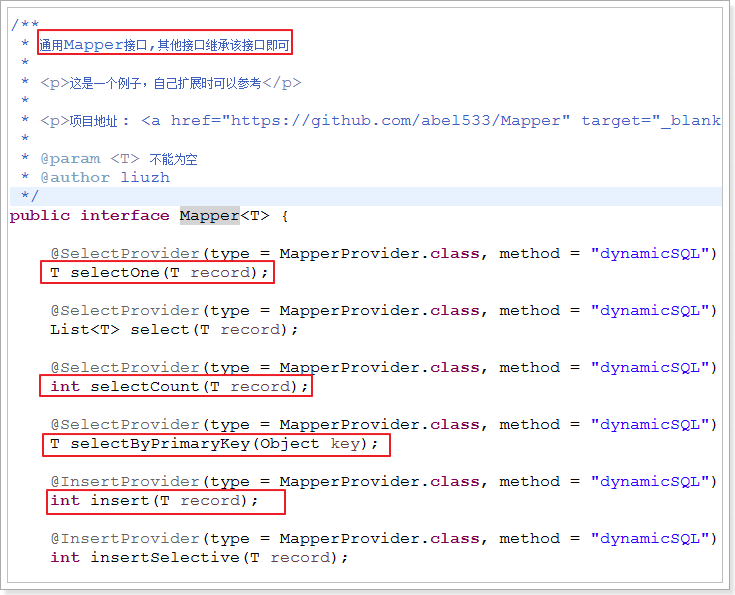 /**
 * 通用Mapper接口,其他接口继承该接口即可
 *
 * <p>这是一个例子，自己扩展时可以参考</p>
 *
 * <p>项目地址 : <a href="https://github.com/abel533/Mapper" target="_blank
 *
 * @param <T> 不能为空
 * @author liuzh
 */
public interface Mapper<T> {
@SelectProvider(type = MapperProvider.class, method = "dynamicSQL")
T selectOne(T record);
@SelectProvider(type = MapperProvider.class, method = "dynamicSQL")
List<T> select(T record);
@SelectProvider(type = MapperProvider.class, method = "dynamicSQL")
int selectCount(T record);
@SelectProvider(type = MapperProvider.class, method = "dynamicSQL")
T selectByPrimaryKey(Object key);
@InsertProvider(type = MapperProvider.class, method = "dynamicSQL")
int insert(T record);
@InsertProvider(type = MapperProvider.class, method = "dynamicSQL")
int insertSelective(T record);